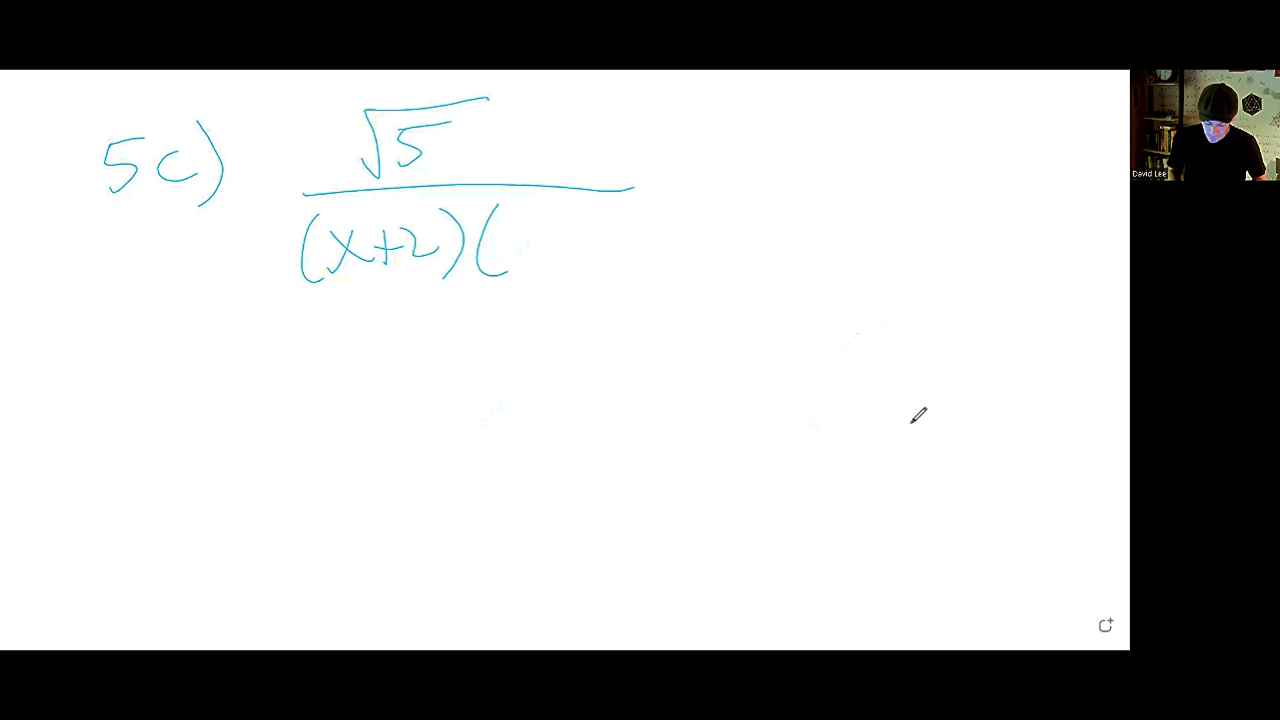 5c) √5
(x+2)(
David Lee